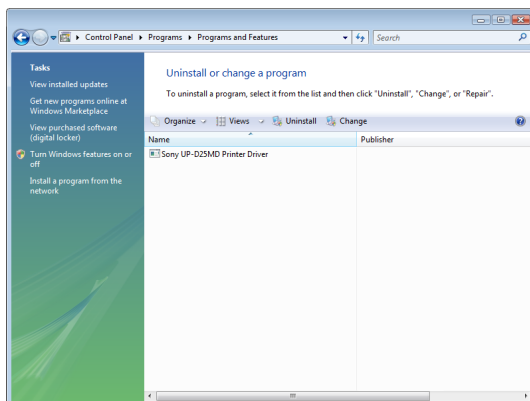 Control Panel ▸ Programs ▸ Programs and Features
Search
Tasks
View installed updates
Get new programs online at
Windows Marketplace
View purchased software
(digital locker)
Turn Windows features on or
off
Install a program from the
network
Uninstall or change a program
To uninstall a program, select it from the list and then click "Uninstall", "Change", or "Repair".
Organize Views Uninstall Change
Name Publisher
Sony UP-D25MD Printer Driver